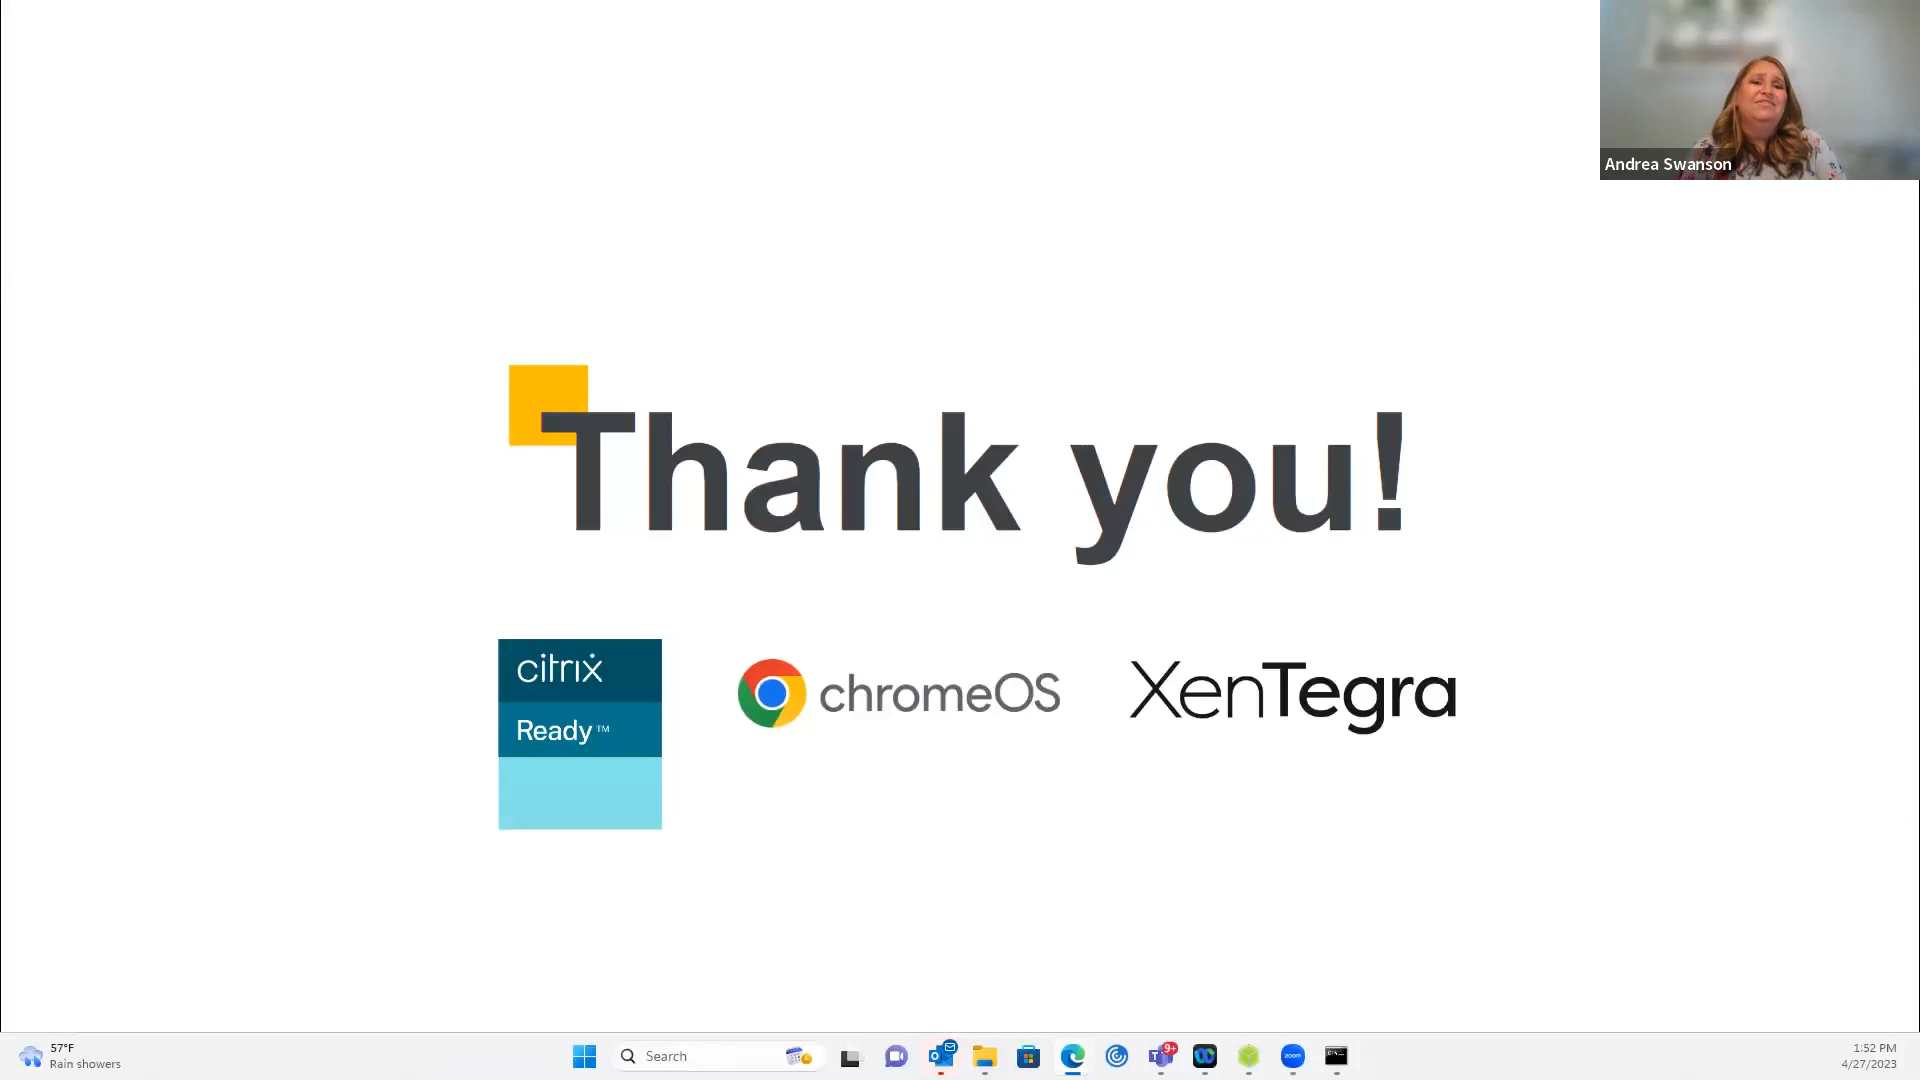 Andrea Swanson
Thank you!
citrix
Ready™
chromeOS
XenTegra
57°F
Rain showers
Search
9+
zoom
1:52 PM
4/27/2023